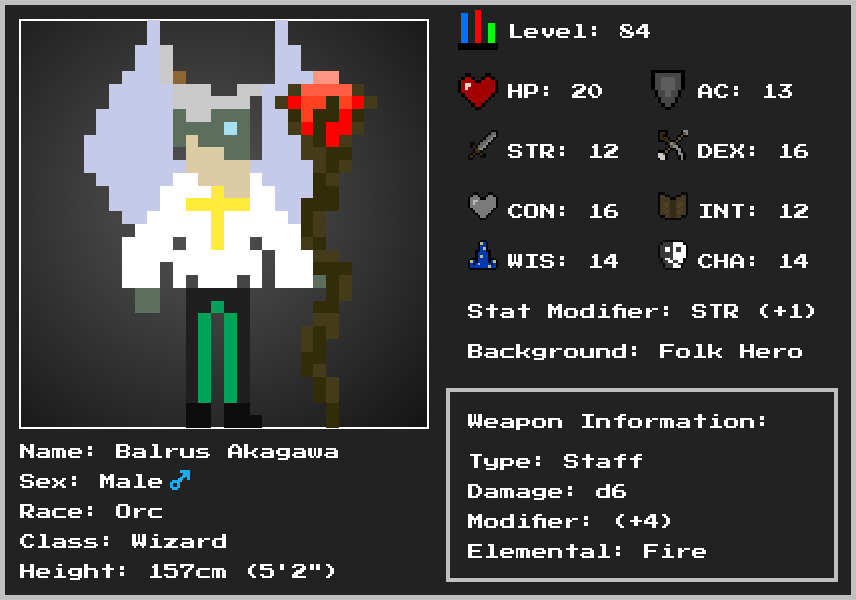 Level: 84
HP: 20
AC: 13
STR: 12
DEX: 16
CON: 16
INT: 12
WIS: 14
CHA: 14
Stat Modifier: STR (+1)
Background: Folk Hero
Weapon Information:
Type: Staff
Damage: d6
Modifier: (+4)
Elemental: Fire
Name: Balrus Akagawa
Sex: Male ♂
Race: Orc
Class: Wizard
Height: 157cm (5'2")